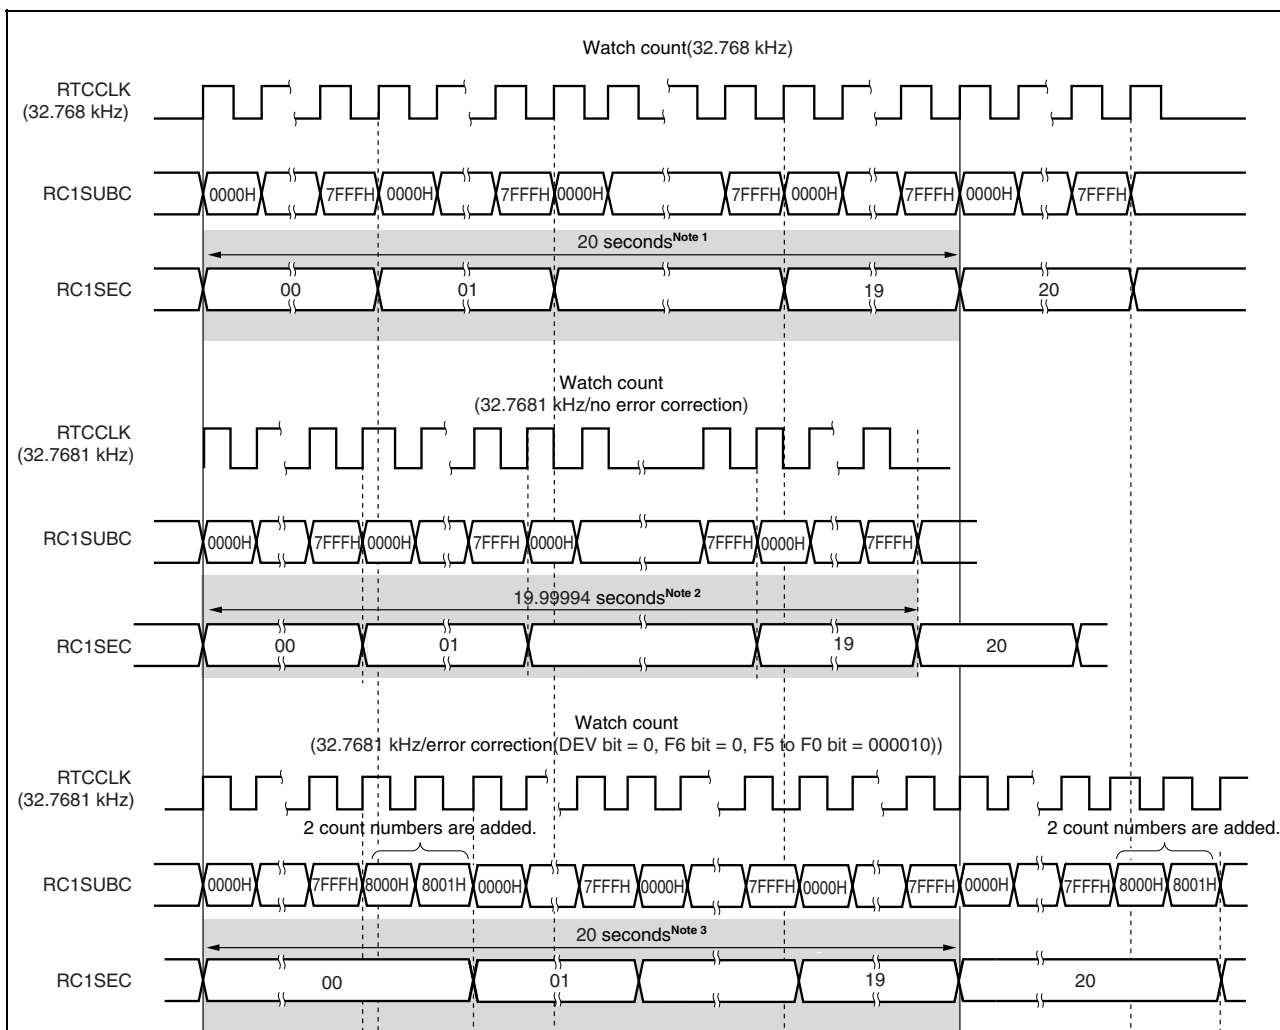 Watch count(32.768 kHz)
RTCCLK
(32.768 kHz)
RC1SUBC
0000H 7FFFH 0000H 7FFFH 0000H 7FFFH 0000H 7FFFH 0000H 7FFFH
20 seconds Note 1
RC1SEC
00 01 19 20
Watch count
(32.7681 kHz/no error correction)
RTCCLK
(32.7681 kHz)
RC1SUBC
0000H 7FFFH 0000H 7FFFH 0000H 7FFFH 0000H 7FFFH
19.99994 seconds Note 2
RC1SEC
00 01 19 20
Watch count
(32.7681 kHz/error correction(DEV bit = 0, F6 bit = 0, F5 to F0 bit = 000010))
RTCCLK
(32.7681 kHz)
2 count numbers are added. 2 count numbers are added.
RC1SUBC
0000H 7FFFH 8000H 8001H 0000H 7FFFH 0000H 7FFFH 0000H 7FFFH 0000H 7FFFH 8000H 8001H
20 seconds Note 3
RC1SEC
00 01 19 20